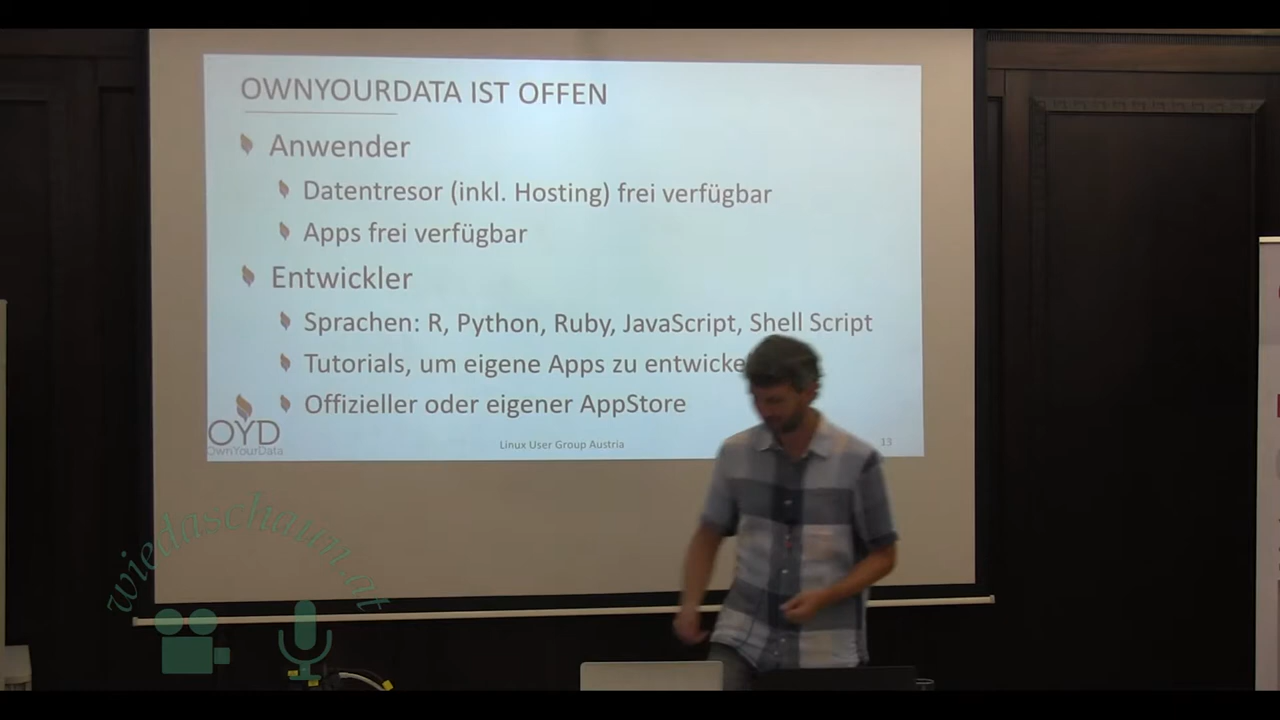 OWNYOURDATA IST OFFEN
Anwender
Datentresor (inkl. Hosting) frei verfügbar
Apps frei verfügbar
Entwickler
Sprachen: R, Python, Ruby, JavaScript, Shell Script
Tutorials, um eigene Apps zu entwicke
Offizieller oder eigener AppStore
OYD
OwnYourData
Linux User Group Austria
13
wiedaschaun.at